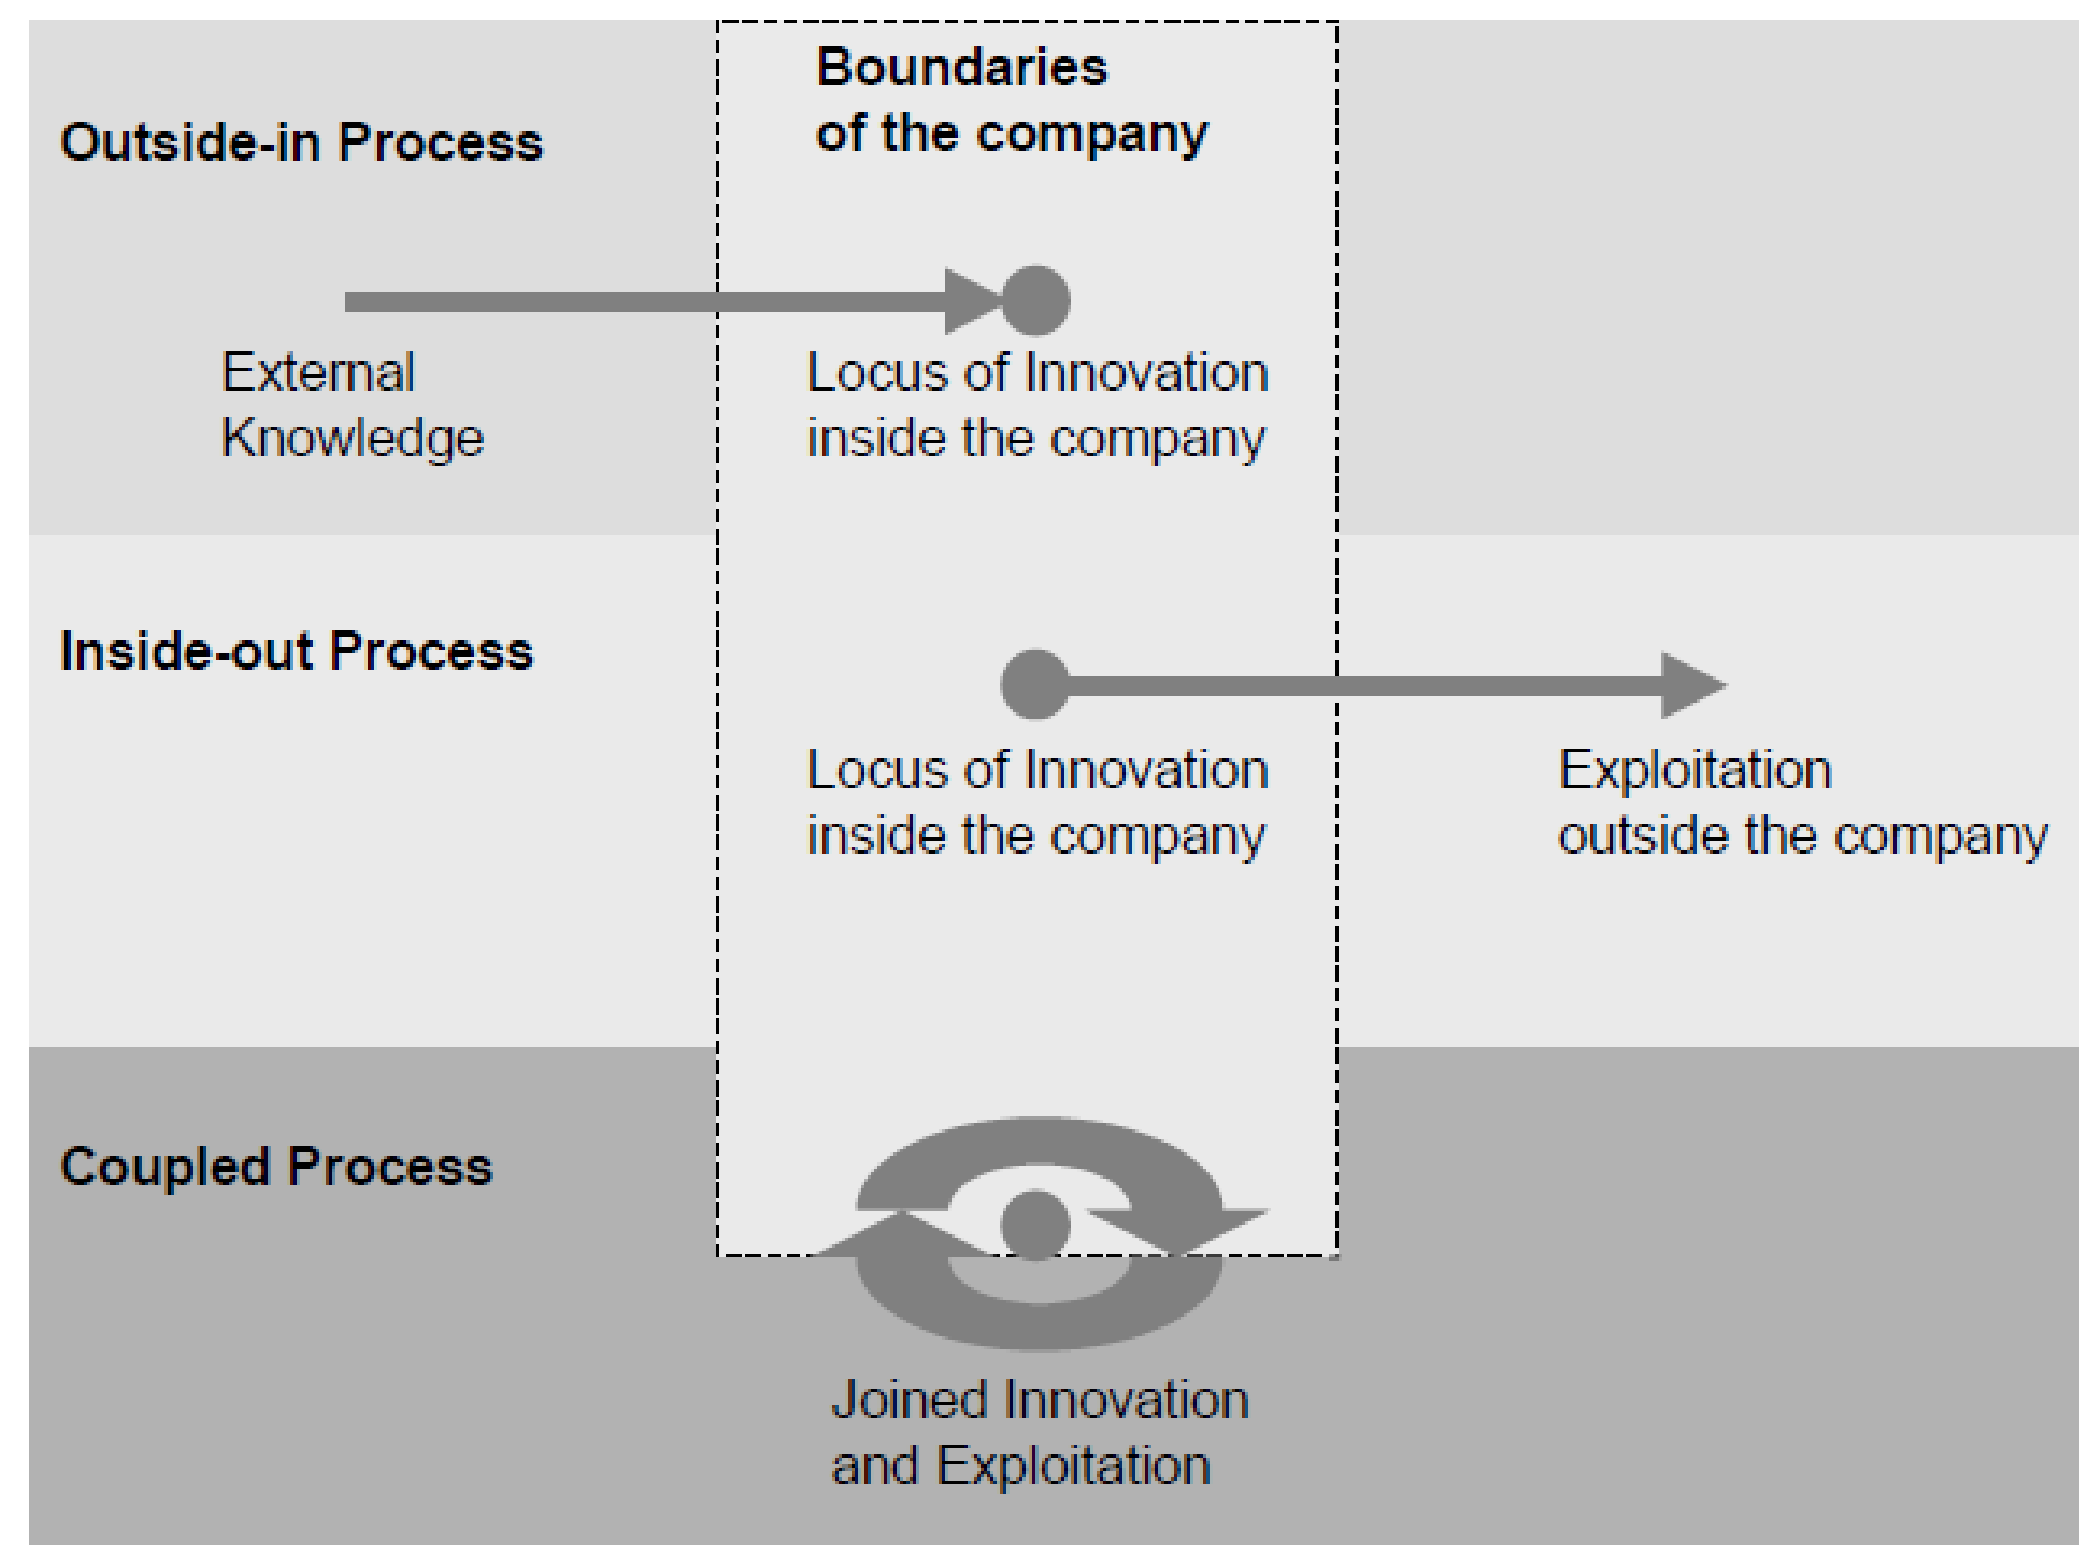 Boundaries
of the company
Outside-in Process
External
Knowledge
Locus of Innovation
inside the company
Inside-out Process
Locus of Innovation
inside the company
Exploitation
outside the company
Coupled Process
Joined Innovation
and Exploitation